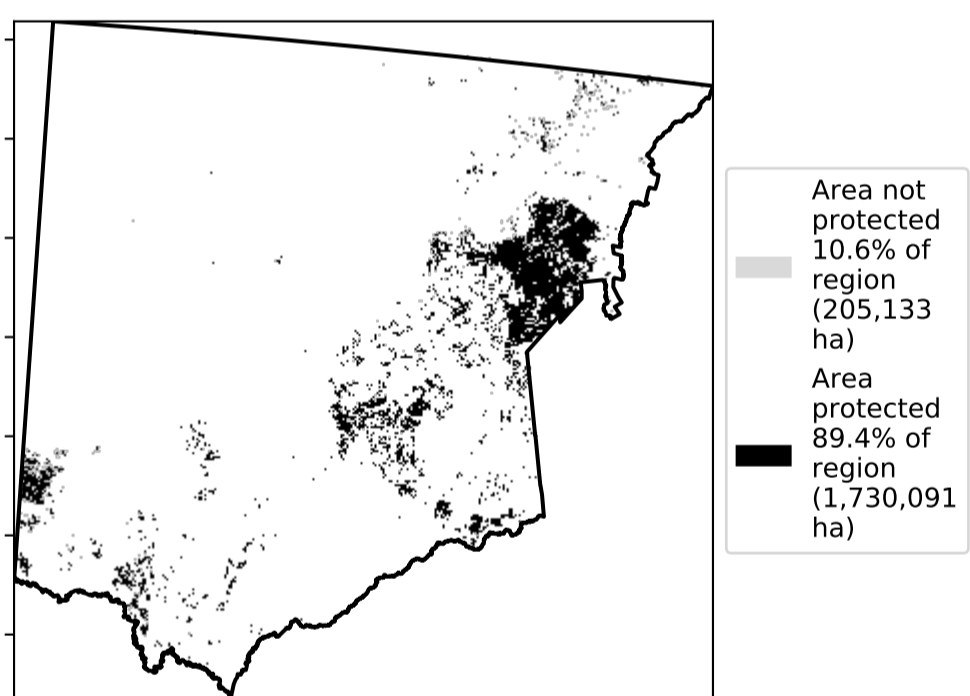 Area not
protected
10.6% of
region
(205,133
ha)
Area
protected
89.4% of
region
(1,730,091
ha)